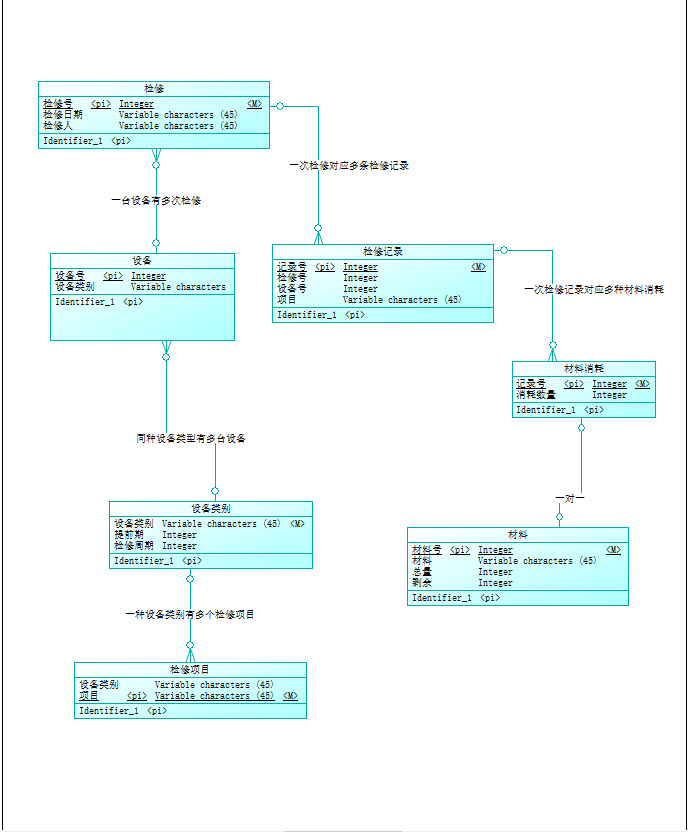 检修
检修号 <pi> Integer <M>
检修日期 Variable characters (45)
检修人 Variable characters (45)
Identifier_1 <pi>
一次检修对应多条检修记录
一台设备有多次检修
设备
设备号 <pi> Integer
设备类别 Variable characters
Identifier_1 <pi>
检修记录
记录号 <pi> Integer <M>
检修号 Integer
设备号 Integer
项目 Variable characters (45)
Identifier_1 <pi>
一次检修记录对应多种材料消耗
材料消耗
记录号 <pi> Integer <M>
消耗数量 Integer
Identifier_1 <pi>
同种设备类型有多台设备
一对一
设备类别
设备类别 Variable characters (45) <M>
提前期 Integer
检修周期 Integer
Identifier_1 <pi>
材料
材料号 <pi> Integer <M>
材料 Variable characters (45)
总量 Integer
剩余 Integer
Identifier_1 <pi>
一种设备类别有多个检修项目
检修项目
设备类别 Variable characters (45)
项目 <pi> Variable characters (45) <M>
Identifier_1 <pi>